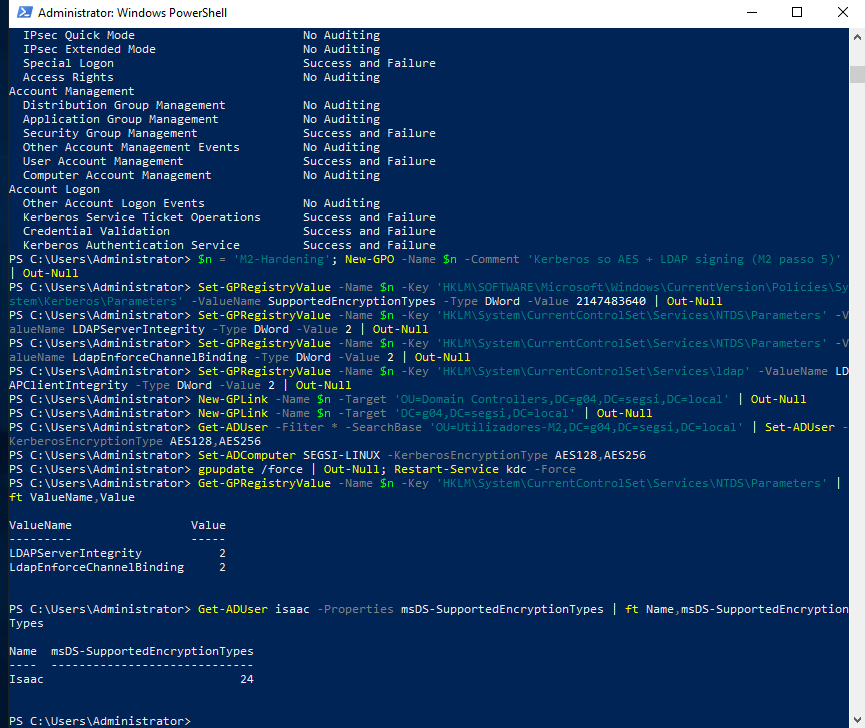 Administrator: Windows PowerShell
IPsec Quick Mode No Auditing
IPsec Extended Mode No Auditing
Special Logon Success and Failure
Access Rights No Auditing
Account Management
Distribution Group Management No Auditing
Application Group Management No Auditing
Security Group Management Success and Failure
Other Account Management Events No Auditing
User Account Management Success and Failure
Computer Account Management No Auditing
Account Logon
Other Account Logon Events No Auditing
Kerberos Service Ticket Operations Success and Failure
Credential Validation Success and Failure
Kerberos Authentication Service Success and Failure
PS C:\Users\Administrator> $n = 'M2-Hardening'; New-GPO -Name $n -Comment 'Kerberos so AES + LDAP signing (M2 passo 5)'
| Out-Null
PS C:\Users\Administrator> Set-GPRegistryValue -Name $n -Key 'HKLM\SOFTWARE\Microsoft\Windows\CurrentVersion\Policies\Sy
stem\Kerberos\Parameters' -ValueName SupportedEncryptionTypes -Type DWord -Value 2147483640 | Out-Null
PS C:\Users\Administrator> Set-GPRegistryValue -Name $n -Key 'HKLM\System\CurrentControlSet\Services\NTDS\Parameters' -V
alueName LDAPServerIntegrity -Type DWord -Value 2 | Out-Null
PS C:\Users\Administrator> Set-GPRegistryValue -Name $n -Key 'HKLM\System\CurrentControlSet\Services\NTDS\Parameters' -V
alueName LdapEnforceChannelBinding -Type DWord -Value 2 | Out-Null
PS C:\Users\Administrator> Set-GPRegistryValue -Name $n -Key 'HKLM\System\CurrentControlSet\Services\ldap' -ValueName LD
APClientIntegrity -Type DWord -Value 2 | Out-Null
PS C:\Users\Administrator> New-GPLink -Name $n -Target 'OU=Domain Controllers,DC=g04,DC=segsi,DC=local' | Out-Null
PS C:\Users\Administrator> New-GPLink -Name $n -Target 'DC=g04,DC=segsi,DC=local' | Out-Null
PS C:\Users\Administrator> Get-ADUser -Filter * -SearchBase 'OU=Utilizadores-M2,DC=g04,DC=segsi,DC=local' | Set-ADUser -
KerberosEncryptionType AES128,AES256
PS C:\Users\Administrator> Set-ADComputer SEGSI-LINUX -KerberosEncryptionType AES128,AES256
PS C:\Users\Administrator> gpupdate /force | Out-Null; Restart-Service kdc -Force
PS C:\Users\Administrator> Get-GPRegistryValue -Name $n -Key 'HKLM\System\CurrentControlSet\Services\NTDS\Parameters' |
ft ValueName,Value
ValueName Value
--------- -----
LDAPServerIntegrity 2
LdapEnforceChannelBinding 2
PS C:\Users\Administrator> Get-ADUser isaac -Properties msDS-SupportedEncryptionTypes | ft Name,msDS-SupportedEncryption
Types
Name msDS-SupportedEncryptionTypes
---- -----------------------------
Isaac 24
PS C:\Users\Administrator>